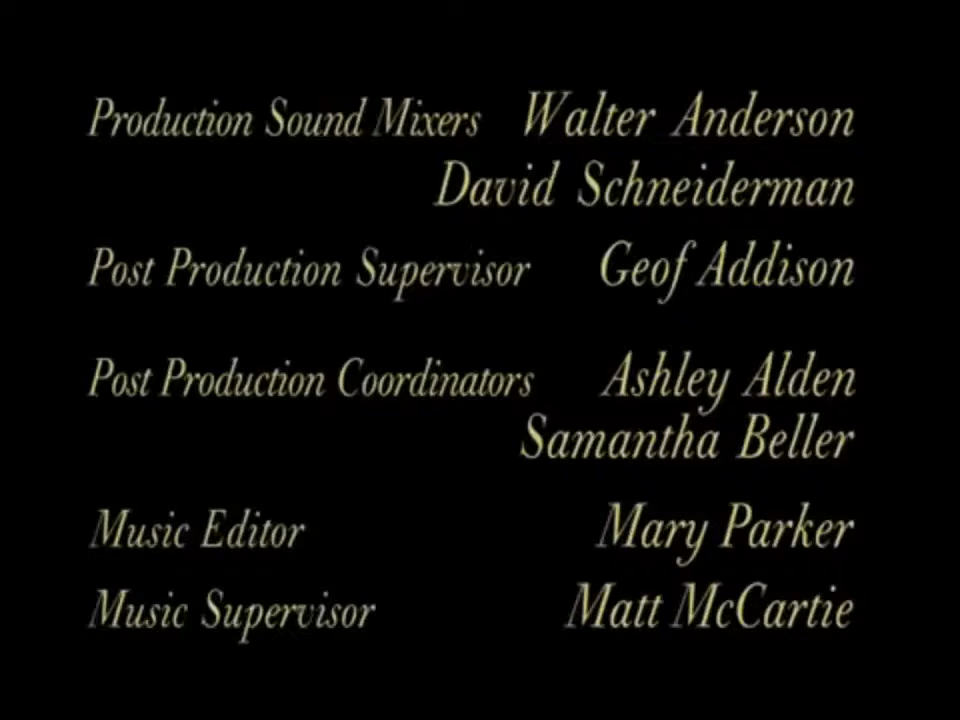 Production Sound Mixers Walter Anderson
David Schneiderman
Post Production Supervisor Geof Addison
Post Production Coordinators Ashley Alden
Samantha Beller
Music Editor Mary Parker
Music Supervisor Matt McCartie